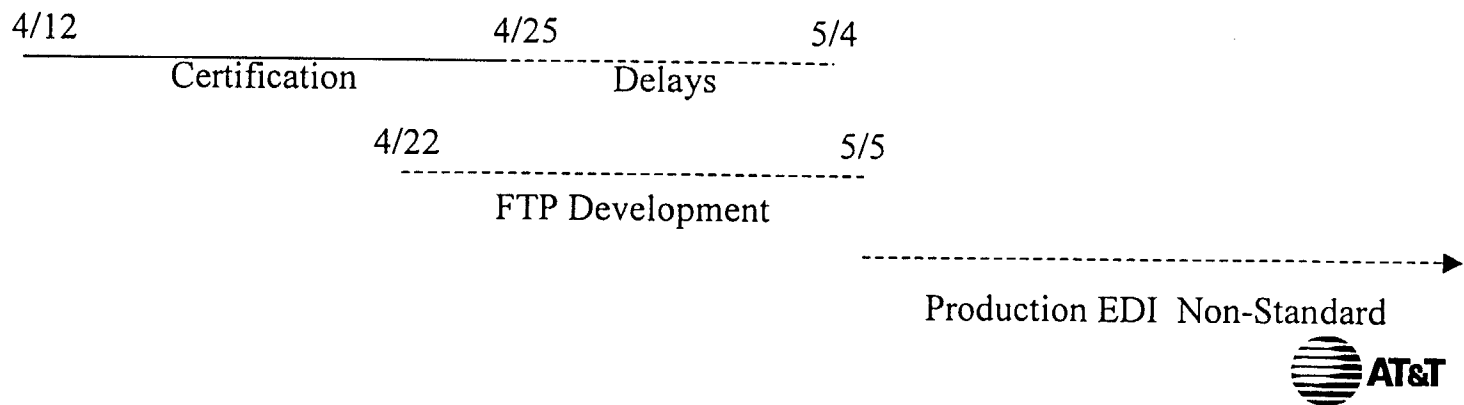 4/12 4/25 5/4
Certification Delays
4/22 5/5
FTP Development
Production EDI Non-Standard
AT&T